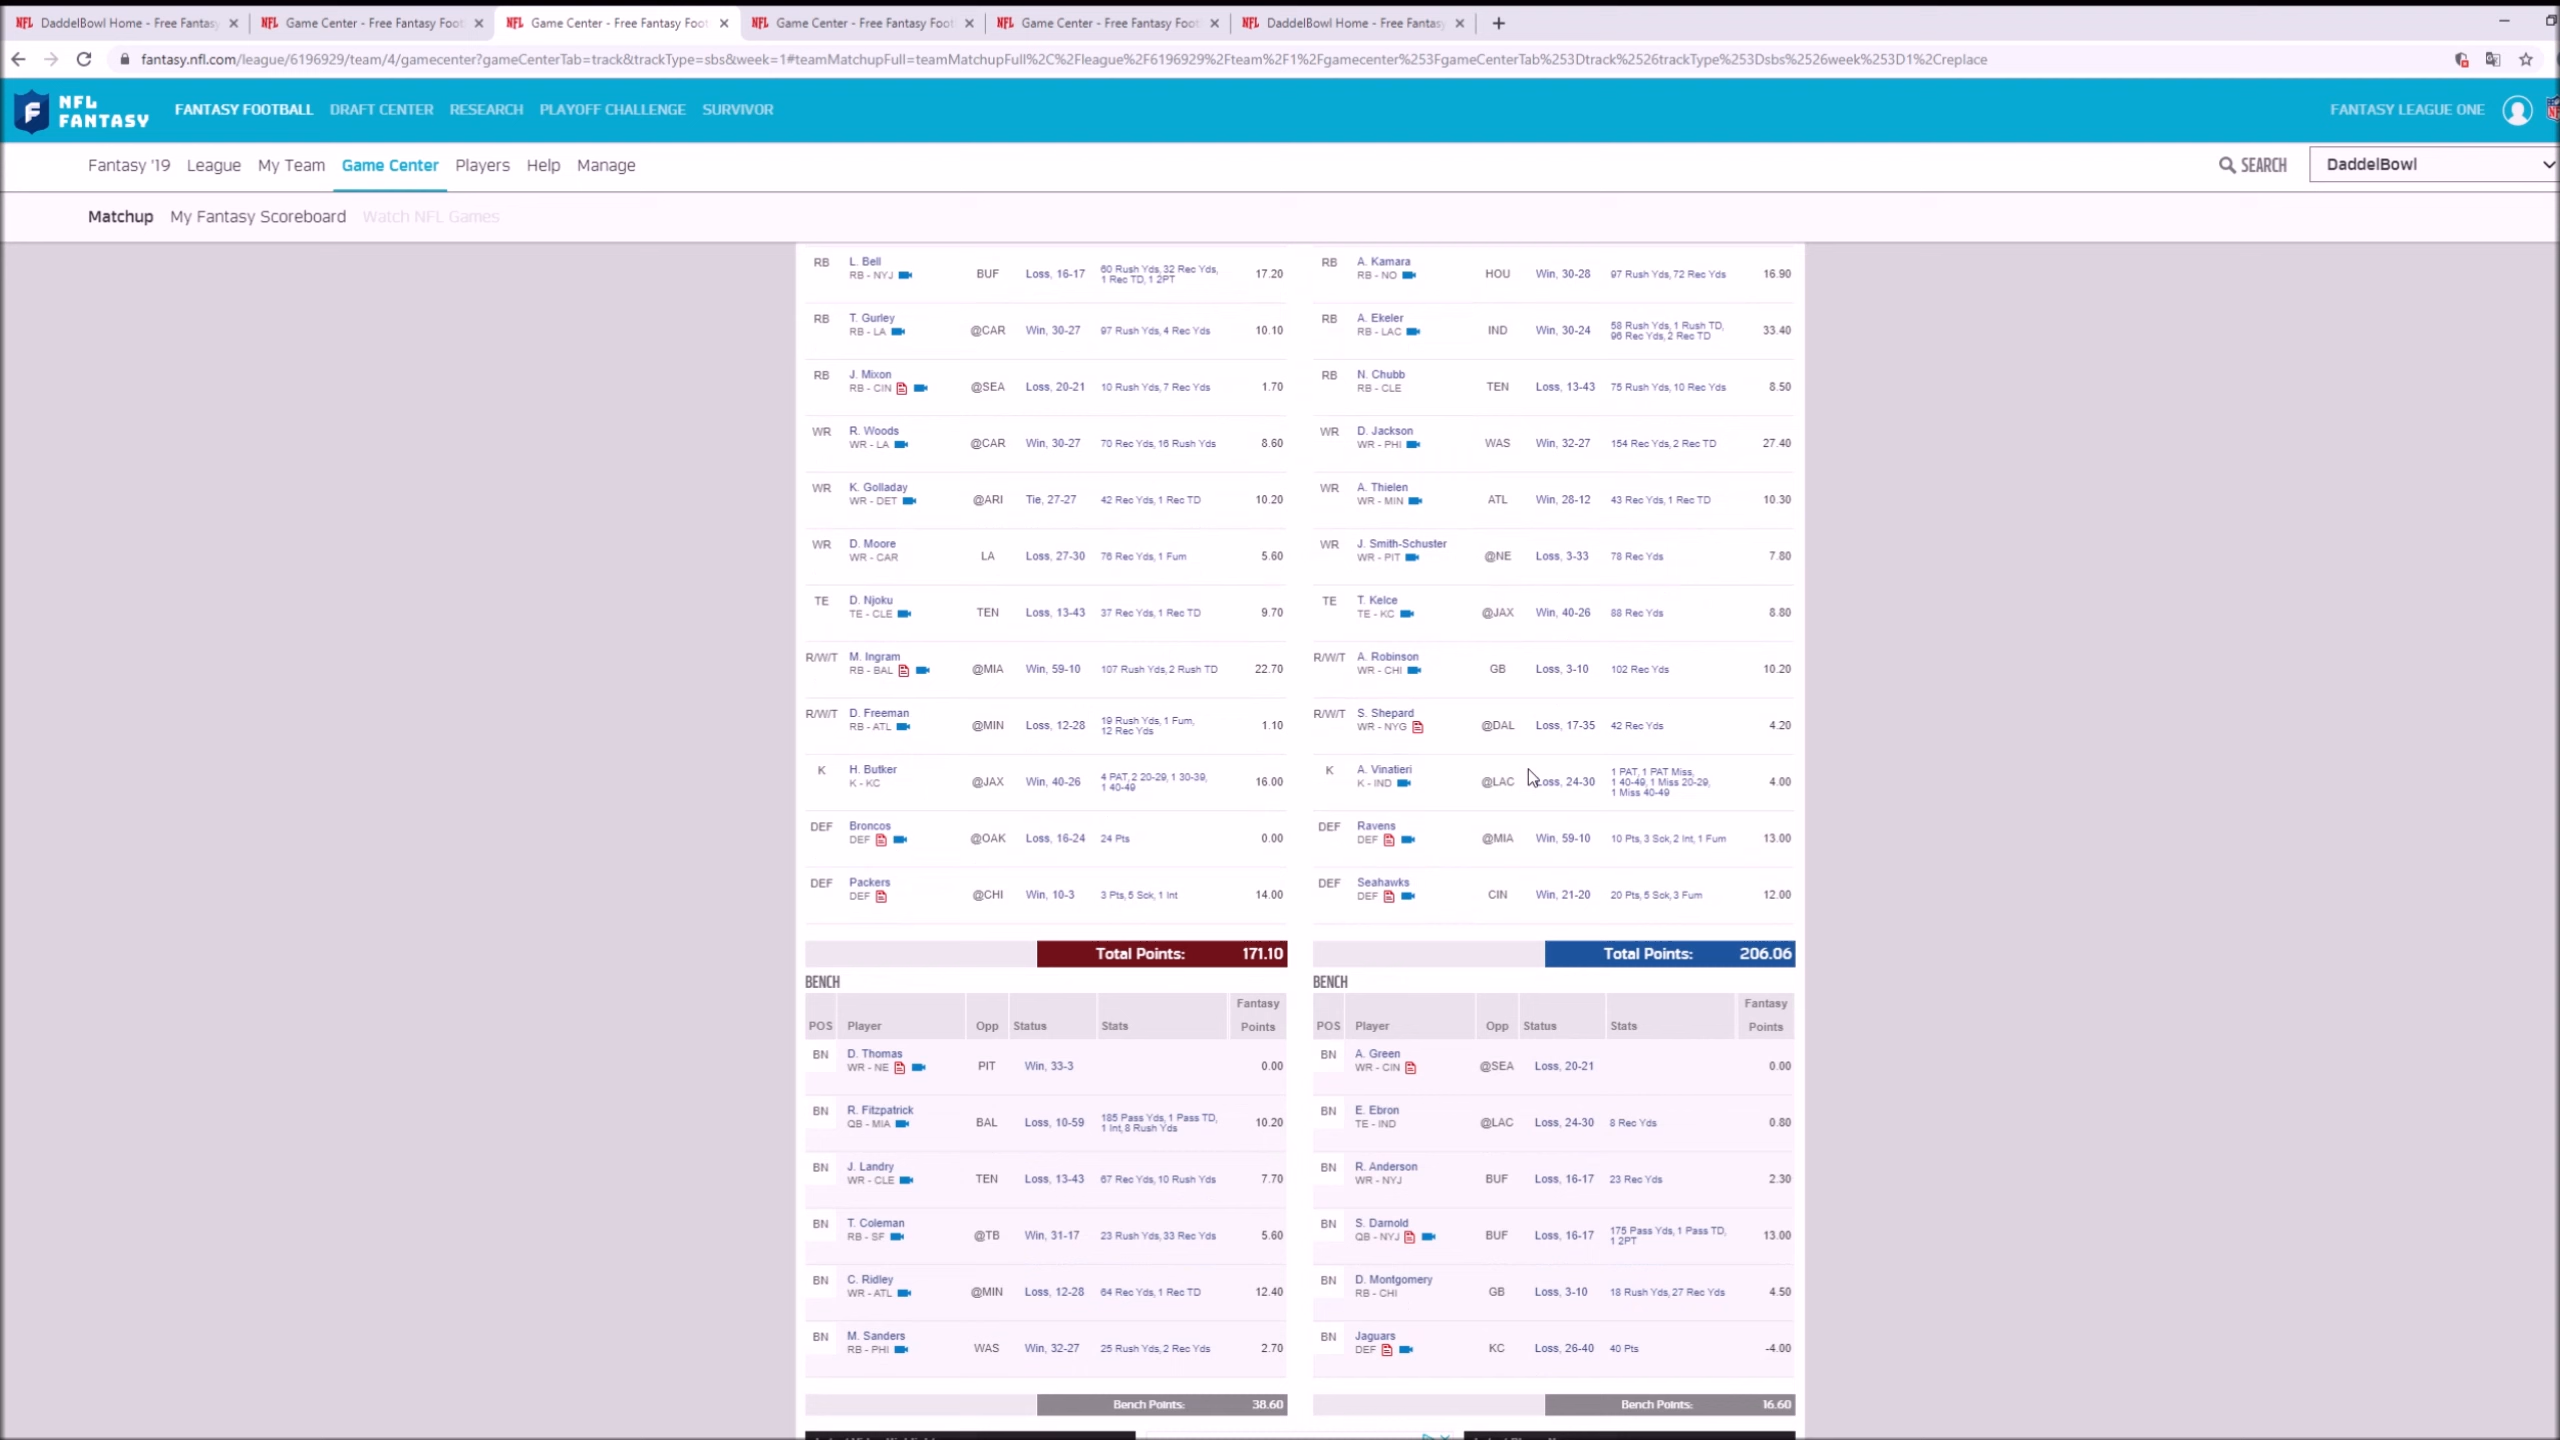 DaddelBowl Home - Free Fantasy
Game Center - Free Fantasy Foot
Game Center - Free Fantasy Foot
Game Center - Free Fantasy Foot
Game Center - Free Fantasy Foot
DaddelBowl Home - Free Fantasy
fantasy.nfl.com/league/6196929/team/4/gamecenter?gameCenterTab=track&trackType=sbs&week=1#teamMatchupFull=teamMatchupFull%2C%2Fleague%2F6196929%2Fteam%2F1%2Fgamecenter%253FgameCenterTab%253Dtrack%2526trackType%253Dsbs%2526week%253D1%2Creplace
NFL FANTASY
FANTASY FOOTBALL DRAFT CENTER RESEARCH PLAYOFF CHALLENGE SURVIVOR FANTASY LEAGUE ONE
Fantasy '19 League My Team Game Center Players Help Manage SEARCH DaddelBowl
Matchup My Fantasy Scoreboard Watch NFL Games
RB L. Bell RB - NYJ BUF Loss, 16-17 60 Rush Yds, 32 Rec Yds, 1 Rec TD, 1 2PT 17.20
RB A. Kamara RB - NO HOU Win, 30-28 97 Rush Yds, 72 Rec Yds 16.90
RB T. Gurley RB - LA @CAR Win, 30-27 97 Rush Yds, 4 Rec Yds 10.10
RB A. Ekeler RB - LAC IND Win, 30-24 58 Rush Yds, 1 Rush TD, 96 Rec Yds, 2 Rec TD 33.40
RB J. Mixon RB - CIN @SEA Loss, 20-21 10 Rush Yds, 7 Rec Yds 1.70
RB N. Chubb RB - CLE TEN Loss, 13-43 75 Rush Yds, 10 Rec Yds 8.50
WR R. Woods WR - LA @CAR Win, 30-27 70 Rec Yds, 16 Rush Yds 8.60
WR D. Jackson WR - PHI WAS Win, 32-27 154 Rec Yds, 2 Rec TD 27.40
WR K. Golladay WR - DET @ARI Tie, 27-27 42 Rec Yds, 1 Rec TD 10.20
WR A. Thielen WR - MIN ATL Win, 28-12 43 Rec Yds, 1 Rec TD 10.30
WR D. Moore WR - CAR LA Loss, 27-30 76 Rec Yds, 1 Fum 5.60
WR J. Smith-Schuster WR - PIT @NE Loss, 3-33 78 Rec Yds 7.80
TE D. Njoku TE - CLE TEN Loss, 13-43 37 Rec Yds, 1 Rec TD 9.70
TE T. Kelce TE - KC @JAX Win, 40-26 88 Rec Yds 8.80
R/W/T M. Ingram RB - BAL @MIA Win, 59-10 107 Rush Yds, 2 Rush TD 22.70
R/W/T A. Robinson WR - CHI GB Loss, 3-10 102 Rec Yds 10.20
R/W/T D. Freeman RB - ATL @MIN Loss, 12-28 19 Rush Yds, 1 Fum, 12 Rec Yds 1.10
R/W/T S. Shepard WR - NYG @DAL Loss, 17-35 42 Rec Yds 4.20
K H. Butker K - KC @JAX Win, 40-26 4 PAT, 2 20-29, 1 30-39, 1 40-49 16.00
K A. Vinatieri K - IND @LAC Loss, 24-30 1 PAT, 1 PAT Miss, 1 40-49, 1 Miss 20-29, 1 Miss 40-49 4.00
DEF Broncos DEF @OAK Loss, 16-24 24 Pts 0.00
DEF Ravens DEF @MIA Win, 59-10 10 Pts, 3 Sck, 2 Int, 1 Fum 13.00
DEF Packers DEF @CHI Win, 10-3 3 Pts, 5 Sck, 1 Int 14.00
DEF Seahawks DEF CIN Win, 21-20 20 Pts, 5 Sck, 3 Fum 12.00
Total Points: 171.10
Total Points: 206.06
BENCH
BENCH
POS Player Opp Status Stats Fantasy Points
POS Player Opp Status Stats Fantasy Points
BN D. Thomas WR - NE PIT Win, 33-3 0.00
BN A. Green WR - CIN @SEA Loss, 20-21 0.00
BN R. Fitzpatrick QB - MIA BAL Loss, 10-59 185 Pass Yds, 1 Pass TD, 1 Int, 8 Rush Yds 10.20
BN E. Ebron TE - IND @LAC Loss, 24-30 8 Rec Yds 0.80
BN J. Landry WR - CLE TEN Loss, 13-43 67 Rec Yds, 10 Rush Yds 7.70
BN R. Anderson WR - NYJ BUF Loss, 16-17 23 Rec Yds 2.30
BN T. Coleman RB - SF @TB Win, 31-17 23 Rush Yds, 33 Rec Yds 5.60
BN S. Darnold QB - NYJ BUF Loss, 16-17 175 Pass Yds, 1 Pass TD, 1 2PT 13.00
BN C. Ridley WR - ATL @MIN Loss, 12-28 64 Rec Yds, 1 Rec TD 12.40
BN D. Montgomery RB - CHI GB Loss, 3-10 18 Rush Yds, 27 Rec Yds 4.50
BN M. Sanders RB - PHI WAS Win, 32-27 25 Rush Yds, 2 Rec Yds 2.70
BN Jaguars DEF KC Loss, 26-40 40 Pts -4.00
Bench Points: 38.60
Bench Points: 16.60